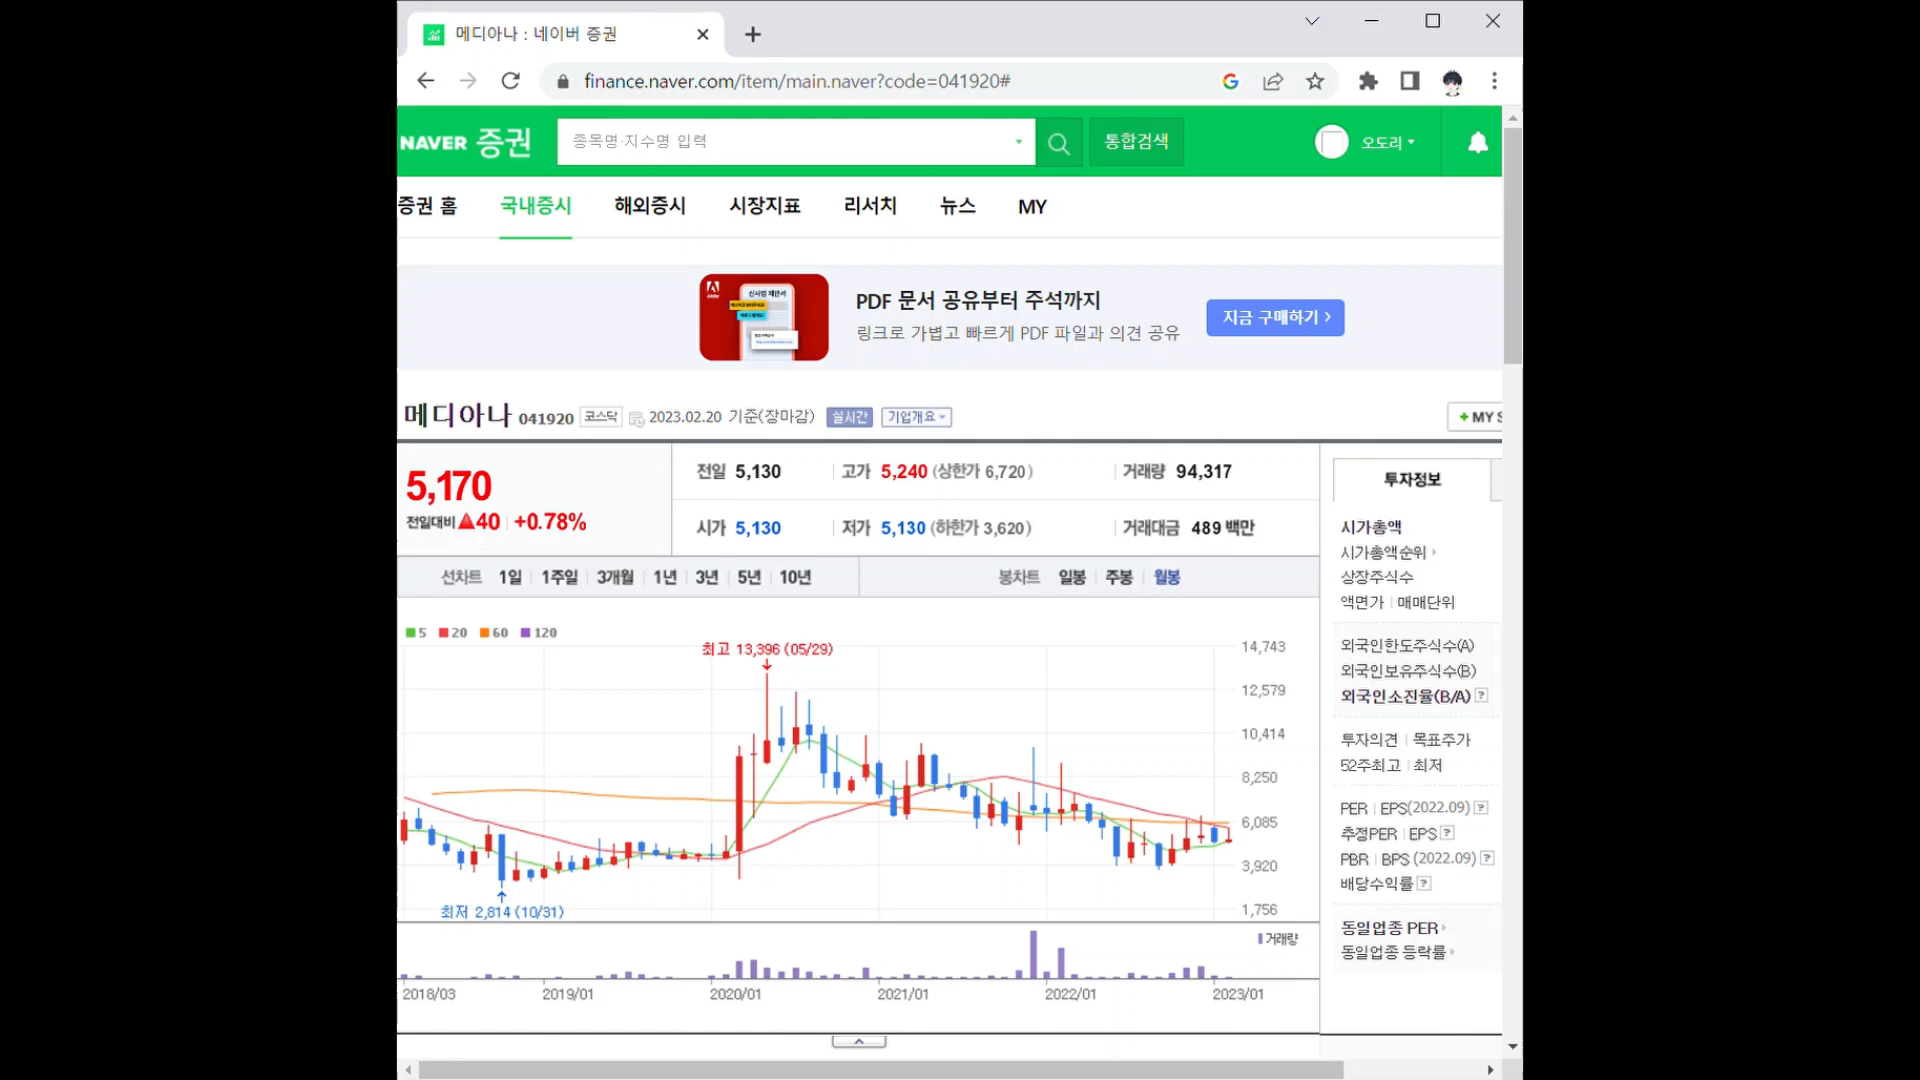 메디아나 : 네이버 증권
finance.naver.com/item/main.naver?code=041920#
NAVER 증권
종목명·지수명 입력
통합검색
오도리
증권 홈 국내증시 해외증시 시장지표 리서치 뉴스 MY
신사업 제안서
PDF 문서 공유부터 주석까지
링크로 가볍고 빠르게 PDF 파일과 의견 공유
지금 구매하기 >
메디아나 041920 코스닥 2023.02.20 기준(장마감) 실시간 기업개요
+ MY S
5,170
전일대비 ▲40 +0.78%
전일 5,130 고가 5,240 (상한가 6,720) 거래량 94,317
시가 5,130 저가 5,130 (하한가 3,620) 거래대금 489 백만
선차트 1일 1주일 3개월 1년 3년 5년 10년 봉차트 일봉 주봉 월봉
5 20 60 120
최고 13,396 (05/29)
14,743
12,579
10,414
8,250
6,085
3,920
1,756
최저 2,814 (10/31)
거래량
2018/03 2019/01 2020/01 2021/01 2022/01 2023/01
투자정보
시가총액
시가총액순위
상장주식수
액면가 | 매매단위
외국인한도주식수(A)
외국인보유주식수(B)
외국인소진율(B/A) ?
투자의견 | 목표주가
52주최고 | 최저
PER | EPS(2022.09) ?
추정PER | EPS ?
PBR | BPS (2022.09) ?
배당수익률 ?
동일업종 PER
동일업종 등락률